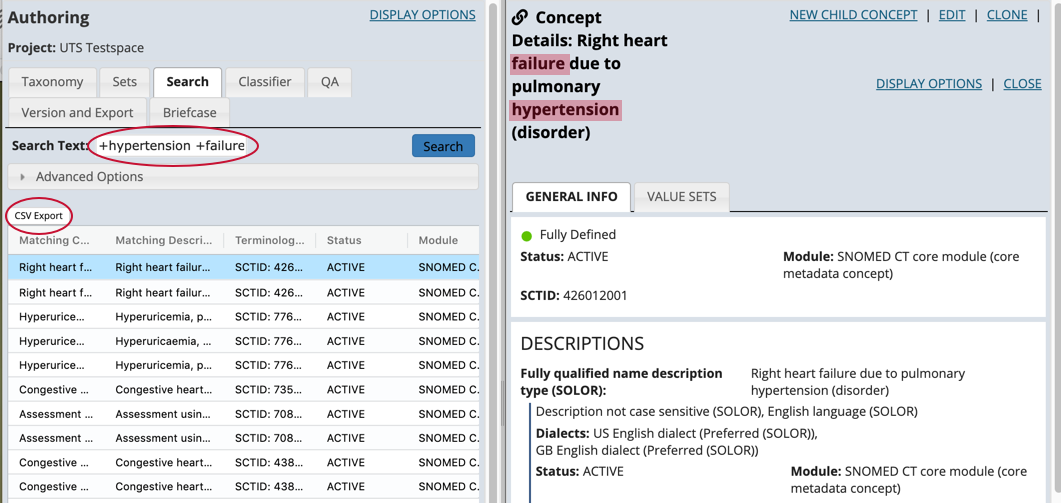 Authoring
DISPLAY OPTIONS
Project: UTS Testspace
Taxonomy
Sets
Search
Classifier
QA
Version and Export
Briefcase
Search Text: +hypertension +failure
Search
Advanced Options
CSV Export
Matching C... Matching Descri... Terminolog... Status Module
Right heart f... Right heart failur... SCTID: 426... ACTIVE SNOMED C.
Right heart f... Right heart failur... SCTID: 426... ACTIVE SNOMED C.
Hyperurice... Hyperuricemia, p... SCTID: 776... ACTIVE SNOMED C.
Hyperurice... Hyperuricaemia, ... SCTID: 776... ACTIVE SNOMED C.
Hyperurice... Hyperuricemia, p... SCTID: 776... ACTIVE SNOMED C.
Congestive ... Congestive heart... SCTID: 735... ACTIVE SNOMED C.
Assessment ... Assessment usin... SCTID: 708... ACTIVE SNOMED C.
Assessment ... Assessment usin... SCTID: 708... ACTIVE SNOMED C.
Congestive ... Congestive heart... SCTID: 438... ACTIVE SNOMED C.
Congestive ... Congestive heart... SCTID: 438... ACTIVE SNOMED C.
Concept
Details: Right heart
failure due to
pulmonary
hypertension
(disorder)
NEW CHILD CONCEPT | EDIT | CLONE |
DISPLAY OPTIONS | CLOSE
GENERAL INFO
VALUE SETS
Fully Defined
Status: ACTIVE
Module: SNOMED CT core module (core
metadata concept)
SCTID: 426012001
DESCRIPTIONS
Fully qualified name description
type (SOLOR):
Right heart failure due to pulmonary
hypertension (disorder)
Description not case sensitive (SOLOR), English language (SOLOR)
Dialects: US English dialect (Preferred (SOLOR)),
GB English dialect (Preferred (SOLOR))
Status: ACTIVE
Module: SNOMED CT core module (core
metadata concept)